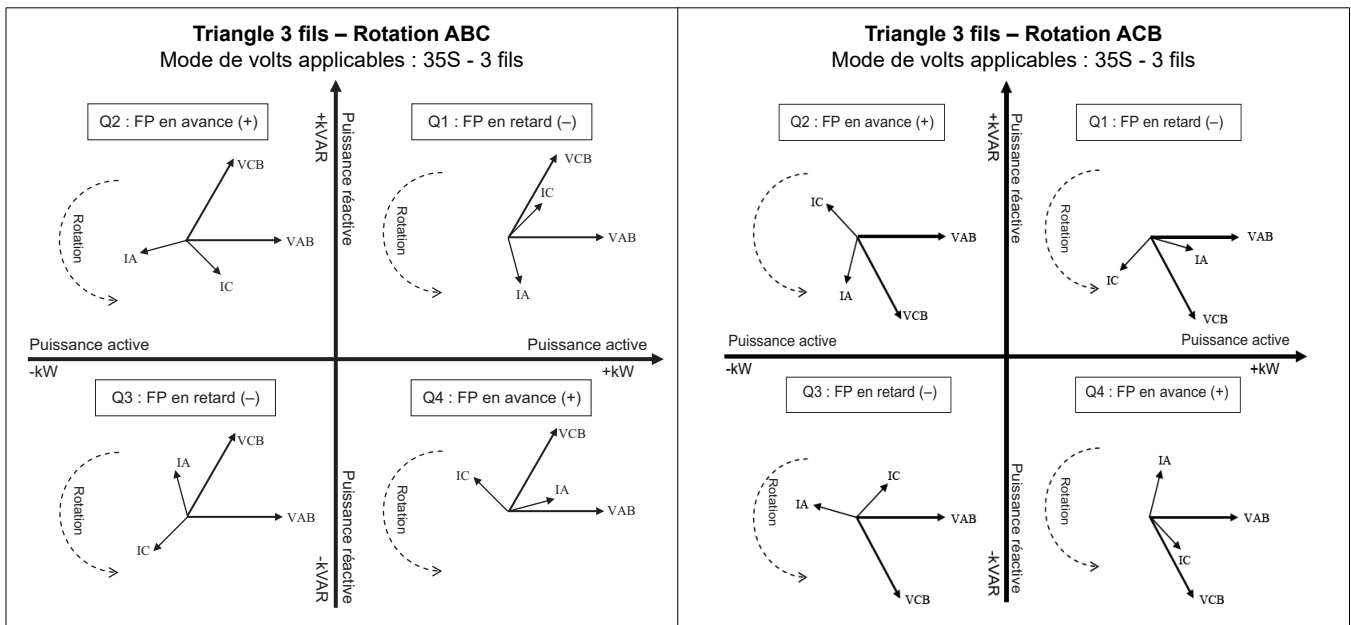 Triangle 3 fils – Rotation ABC
Mode de volts applicables : 35S - 3 fils
Q2 : FP en avance (+)
+kVAR
Puissance réactive
Q1 : FP en retard (–)
VCB
Rotation
VAB
IA
IC
VCB
IC
Rotation
VAB
IA
Puissance active
-kW
Puissance active
+kW
Q3 : FP en retard (–)
Q4 : FP en avance (+)
VCB
IA
Rotation
VAB
IC
-kVAR
Puissance réactive
VCB
IC
IA
Rotation
VAB
Triangle 3 fils – Rotation ACB
Mode de volts applicables : 35S - 3 fils
Q2 : FP en avance (+)
+kVAR
Puissance réactive
Q1 : FP en retard (–)
IC
Rotation
VAB
IA
VCB
Rotation
VAB
IA
IC
VCB
Puissance active
-kW
Puissance active
+kW
Q3 : FP en retard (–)
Q4 : FP en avance (+)
IC
IA
Rotation
VAB
VCB
-kVAR
Puissance réactive
IA
Rotation
VAB
IC
VCB